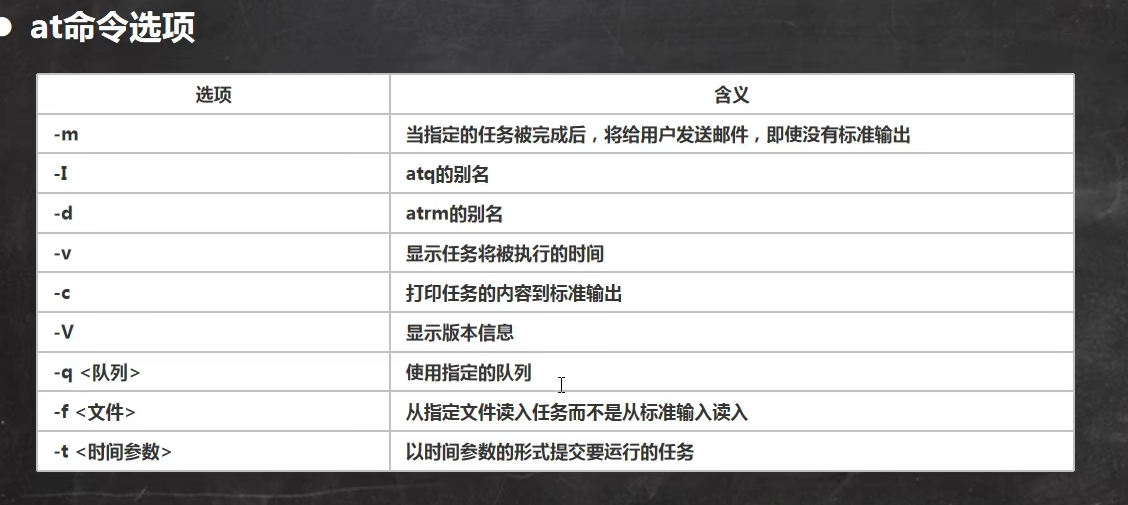 at命令选项
选项 含义
-m 当指定的任务被完成后，将给用户发送邮件，即使没有标准输出
-I atq的别名
-d atrm的别名
-v 显示任务将被执行的时间
-c 打印任务的内容到标准输出
-V 显示版本信息
-q <队列> 使用指定的队列
-f <文件> 从指定文件读入任务而不是从标准输入读入
-t <时间参数> 以时间参数的形式提交要运行的任务